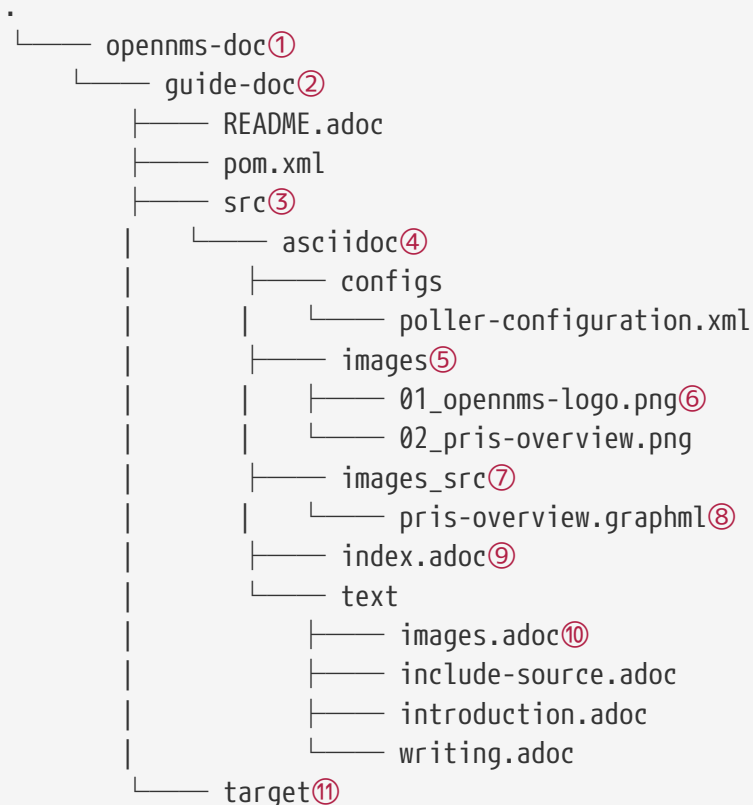 .
└── opennms-doc①
    └── guide-doc②
        ├── README.adoc
        ├── pom.xml
        ├── src③
        |   └── asciidoc④
        |       ├── configs
        |       |   └── poller-configuration.xml
        |       ├── images⑤
        |       |   ├── 01_opennms-logo.png⑥
        |       |   └── 02_pris-overview.png
        |       ├── images_src⑦
        |       |   └── pris-overview.graphml⑧
        |       ├── index.adoc⑨
        |       └── text
        |           ├── images.adoc⑩
        |           ├── include-source.adoc
        |           ├── introduction.adoc
        |           └── writing.adoc
        └── target⑪